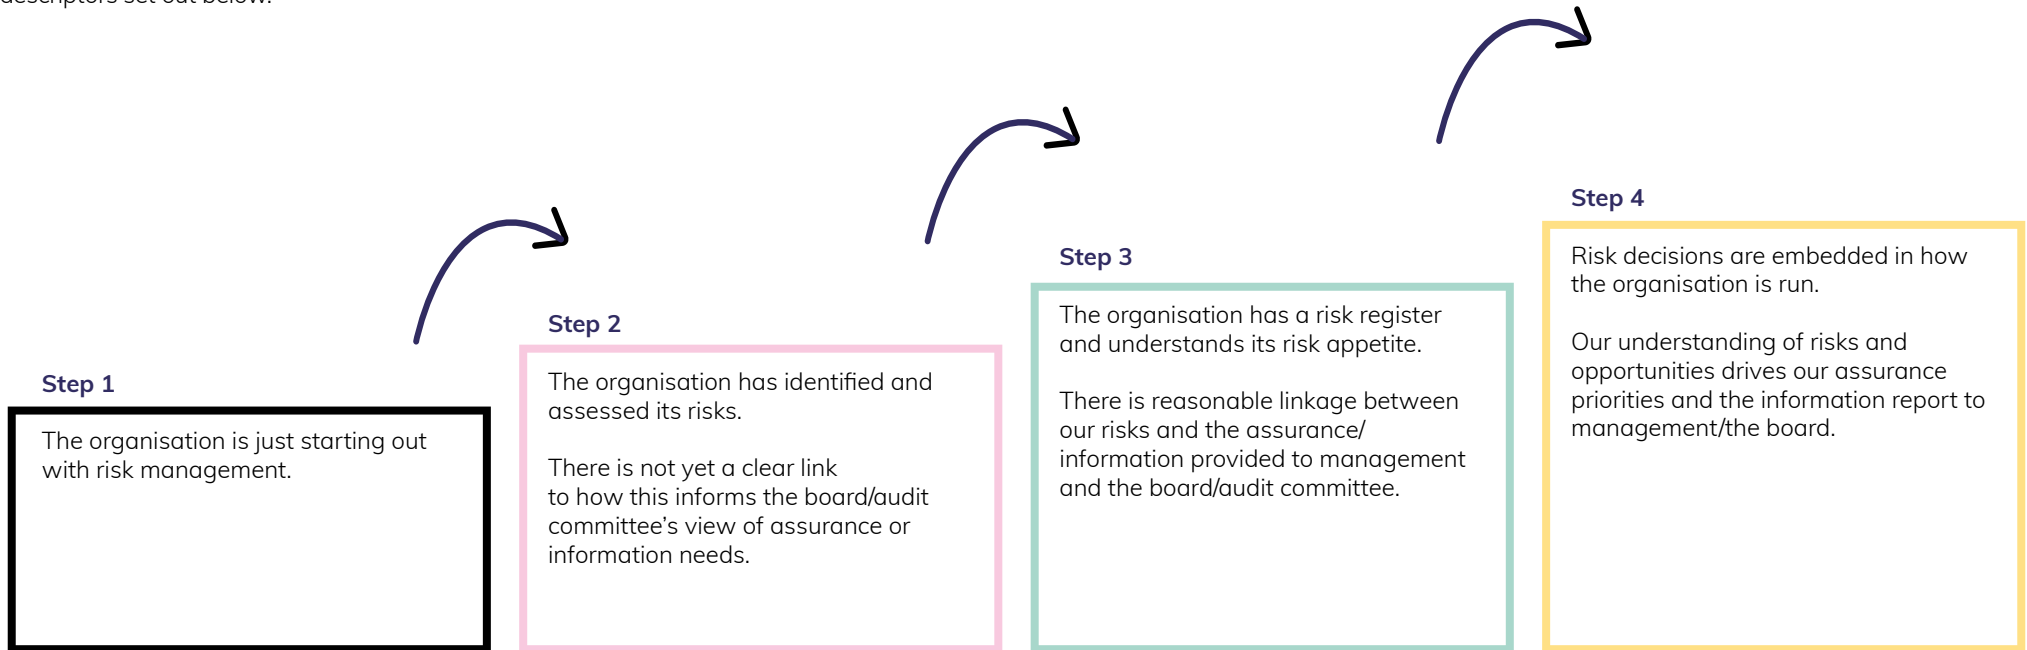 descriptors set out below.
Step 1
The organisation is just starting out
with risk management.
Step 2
The organisation has identified and
assessed its risks.
There is not yet a clear link
to how this informs the board/audit
committee’s view of assurance or
information needs.
Step 3
The organisation has a risk register
and understands its risk appetite.
There is reasonable linkage between
our risks and the assurance/
information provided to management
and the board/audit committee.
Step 4
Risk decisions are embedded in how
the organisation is run.
Our understanding of risks and
opportunities drives our assurance
priorities and the information report to
management/the board.